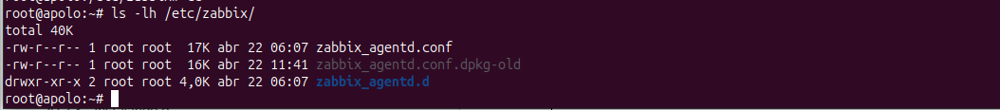 root@apolo:~# ls -lh /etc/zabbix/
total 40K
-rw-r--r-- 1 root root  17K abr 22 06:07 zabbix_agentd.conf
-rw-r--r-- 1 root root  16K abr 22 11:41 zabbix_agentd.conf.dpkg-old
drwxr-xr-x 2 root root 4,0K abr 22 06:07 zabbix_agentd.d
root@apolo:~#